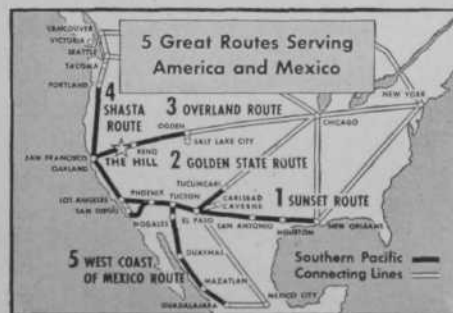 5 Great Routes Serving
America and Mexico
VANCOUVER
VICTORIA
SEATTLE
TACOMA
PORTLAND
4
SHASTA
ROUTE
3 OVERLAND ROUTE
NEW YORK
OGDEN
CHICAGO
SALT LAKE CITY
RENO
THE HILL
SAN FRANCISCO
OAKLAND
2 GOLDEN STATE ROUTE
TUCUMCARI
PHOENIX
LOS ANGELES
TUCSON
CARLSBAD
CAVERNS
1 SUNSET ROUTE
SAN DIEGO
EL PASO
NOGALES
SAN ANTONIO
HOUSTON
NEW ORLEANS
5 WEST COAST
OF MEXICO ROUTE
GUAYMAS
Southern Pacific
Connecting Lines
MAZATLAN
MEXICO CITY
GUADALAJARA